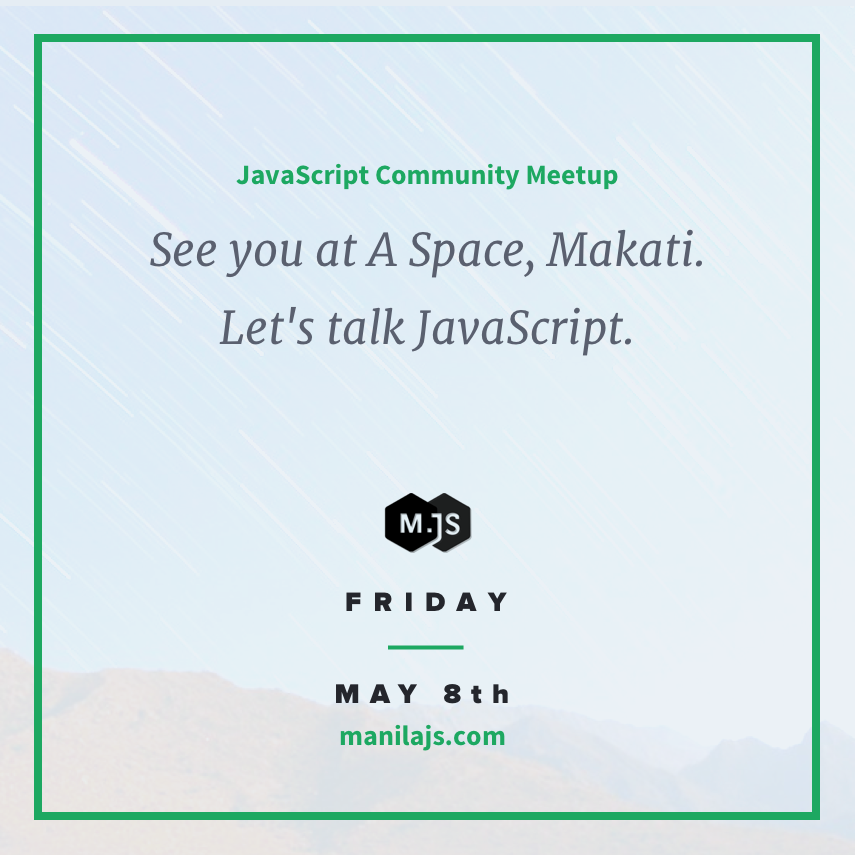 JavaScript Community Meetup
See you at A Space, Makati.
Let's talk JavaScript.
M.JS
FRIDAY
MAY 8th
manilajs.com